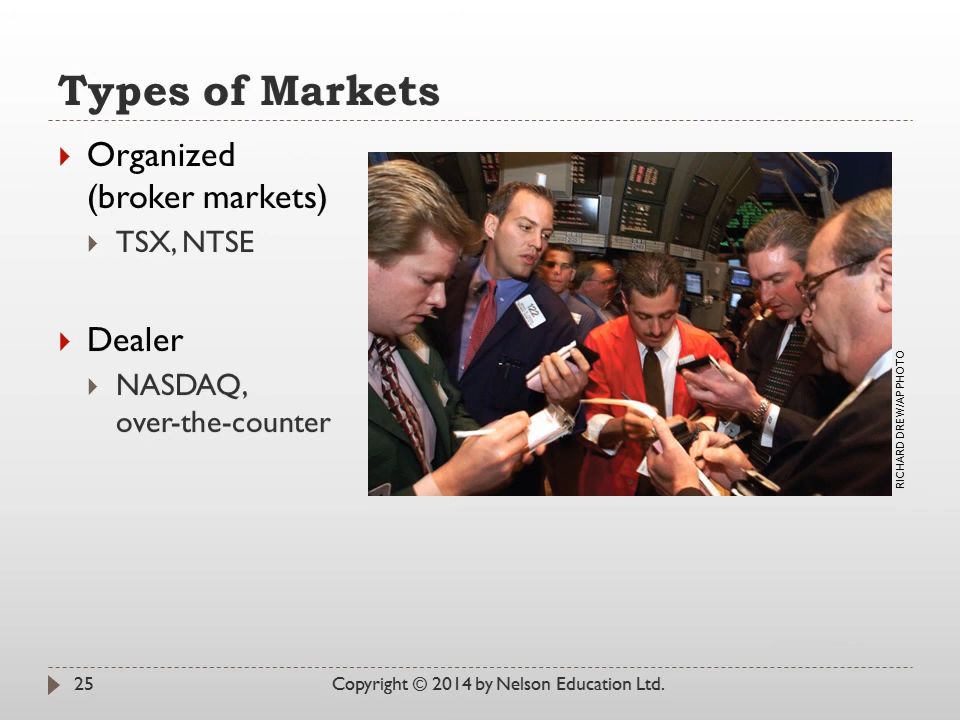 Types of Markets
Organized
(broker markets)
TSX, NTSE
Dealer
NASDAQ,
over-the-counter
122
RICHARD DREW/AP PHOTO
25
Copyright © 2014 by Nelson Education Ltd.